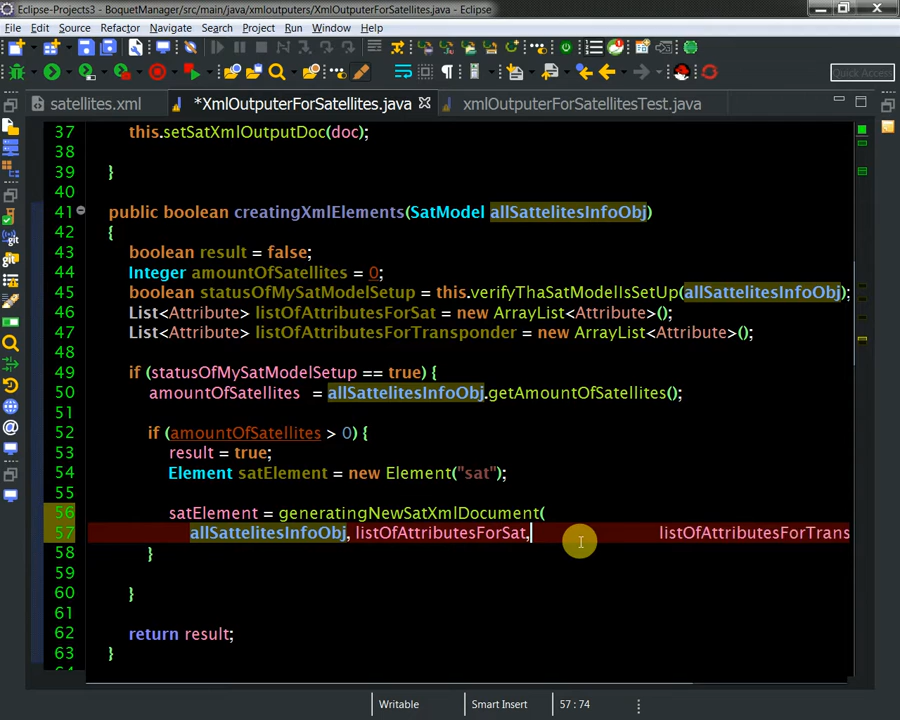 Eclipse-Projects3 - BoquetManager/src/main/java/xmloutputers/XmlOutputerForSatellites.java - Eclipse
File Edit Source Refactor Navigate Search Project Run Window Help
Quick Access
satellites.xml *XmlOutputerForSatellites.java xmlOutputerForSatellitesTest.java
37 this.setSatXmlOutputDoc(doc);
38
39 }
40
41 public boolean creatingXmlElements(SatModel allSattelitesInfoObj)
42 {
43 boolean result = false;
44 Integer amountOfSatellites = 0;
45 boolean statusOfMySatModelSetup = this.verifyThaSatModelIsSetUp(allSattelitesInfoObj);
46 List<Attribute> listOfAttributesForSat = new ArrayList<Attribute>();
47 List<Attribute> listOfAttributesForTransponder = new ArrayList<Attribute>();
48
49 if (statusOfMySatModelSetup == true) {
50 amountOfSatellites = allSattelitesInfoObj.getAmountOfSatellites();
51
52 if (amountOfSatellites > 0) {
53 result = true;
54 Element satElement = new Element("sat");
55
56 satElement = generatingNewSatXmlDocument(
57 allSattelitesInfoObj, listOfAttributesForSat, listOfAttributesForTrans
58 }
59
60 }
61
62 return result;
63 }
Writable Smart Insert 57 : 74